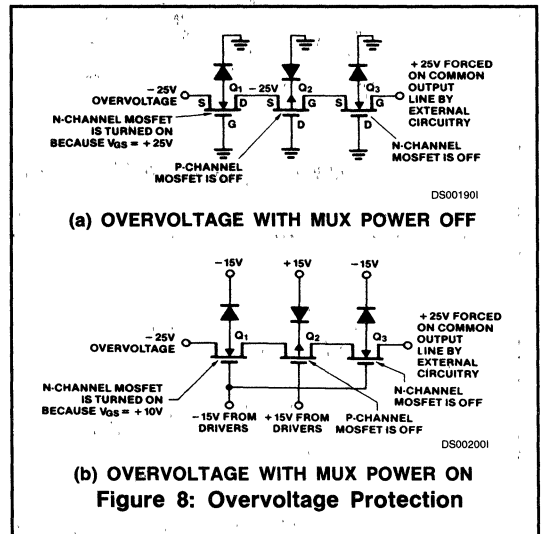 + 25V FORCED
ON COMMON
OUTPUT
LINE BY
EXTERNAL
CIRCUITRY
- 25V
OVERVOLTAGE
Q1
- 25V
Q2
Q3
S
D
S
G
S
G
G
D
D
N-CHANNEL MOSFET
IS TURNED ON
BECAUSE VGS = + 25V
P-CHANNEL
MOSFET IS OFF
N-CHANNEL
MOSFET IS OFF
DS00190I
(a) OVERVOLTAGE WITH MUX POWER OFF
-15V
+15V
-15V
+ 25V FORCED
ON COMMON
OUTPUT
LINE BY
EXTERNAL
CIRCUITRY
- 25V
OVERVOLTAGE
Q1
Q2
Q3
N-CHANNEL MOSFET
IS TURNED ON
BECAUSE VGS = + 10V
-15V FROM
DRIVERS
+15V FROM
DRIVERS
P-CHANNEL
MOSFET IS OFF
N-CHANNEL
MOSFET IS OFF
DS00200I
(b) OVERVOLTAGE WITH MUX POWER ON
Figure 8: Overvoltage Protection